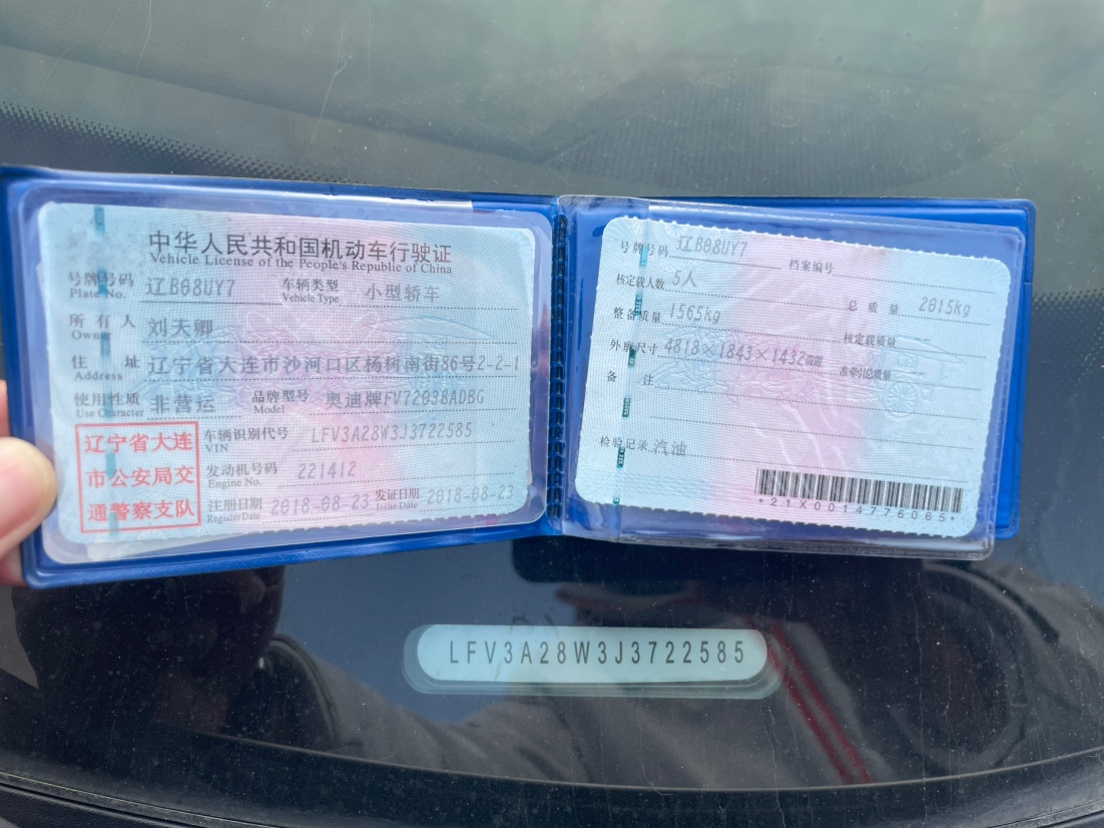 中华人民共和国机动车行驶证
Vehicle License of the People's Republic of China
号牌号码 辽B08UY7 车辆类型 小型轿车
Plate No. Vehicle Type
所有人 刘天卿
Owner
住址 辽宁省大连市沙河口区杨树南街86号2-2-1
Address
使用性质 非营运 品牌型号 奥迪牌FV7203BADBG
Use Character Model
辽宁省大连
市公安局交
通警察支队
车辆识别代号 LFV3A28W3J3722585
VIN
发动机号码 221412
Engine No.
注册日期 2018-08-23 发证日期 2018-08-23
Register Date Issue Date
号牌号码 辽B08UY7 档案编号
核定载人数 5人 总质量 2015kg
整备质量 1565kg 核定载质量 --
外廓尺寸 4818×1843×1432mm 准牵引总质量 --
备注
检验记录 汽油
*21X0014776065*
LFV3A28W3J3722585